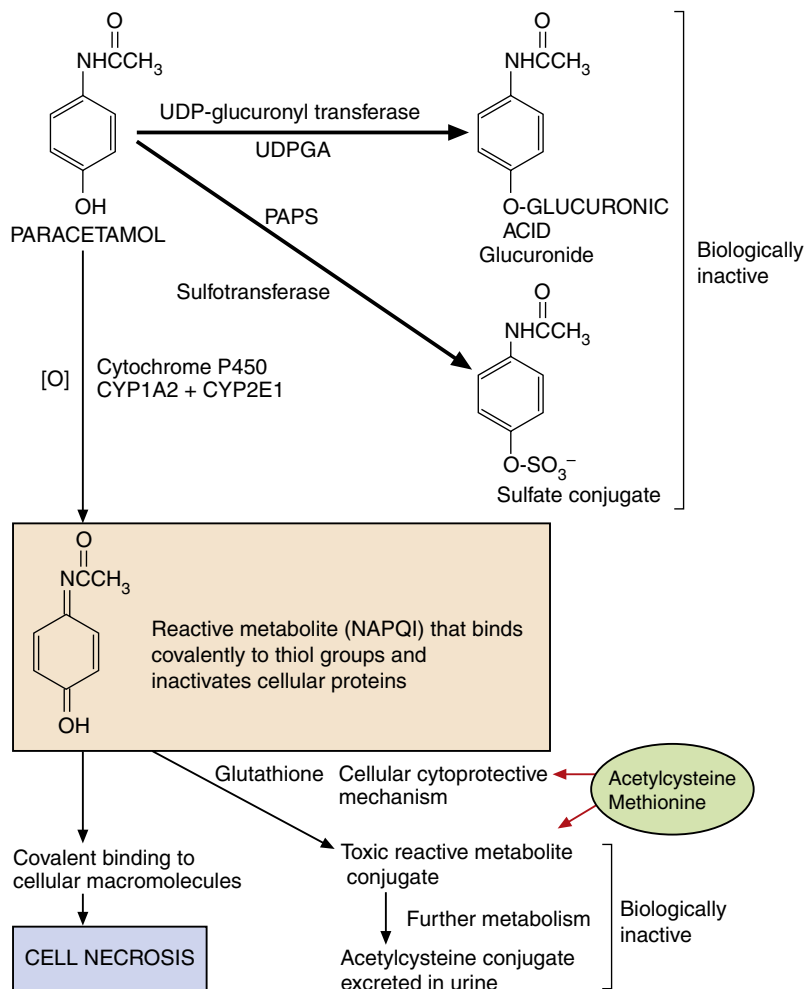 O
NHCCH3
OH
PARACETAMOL
UDP-glucuronyl transferase
UDPGA
O
NHCCH3
O-GLUCURONIC
ACID
Glucuronide
PAPS
Sulfotransferase
O
NHCCH3
O-SO3−
Sulfate conjugate
Biologically
inactive
[O]
Cytochrome P450
CYP1A2 + CYP2E1
O
NCCH3
OH
Reactive metabolite (NAPQI) that binds
covalently to thiol groups and
inactivates cellular proteins
Glutathione
Cellular cytoprotective
mechanism
Acetylcysteine
Methionine
Covalent binding to
cellular macromolecules
CELL NECROSIS
Toxic reactive metabolite
conjugate
Further metabolism
Acetylcysteine conjugate
excreted in urine
Biologically
inactive